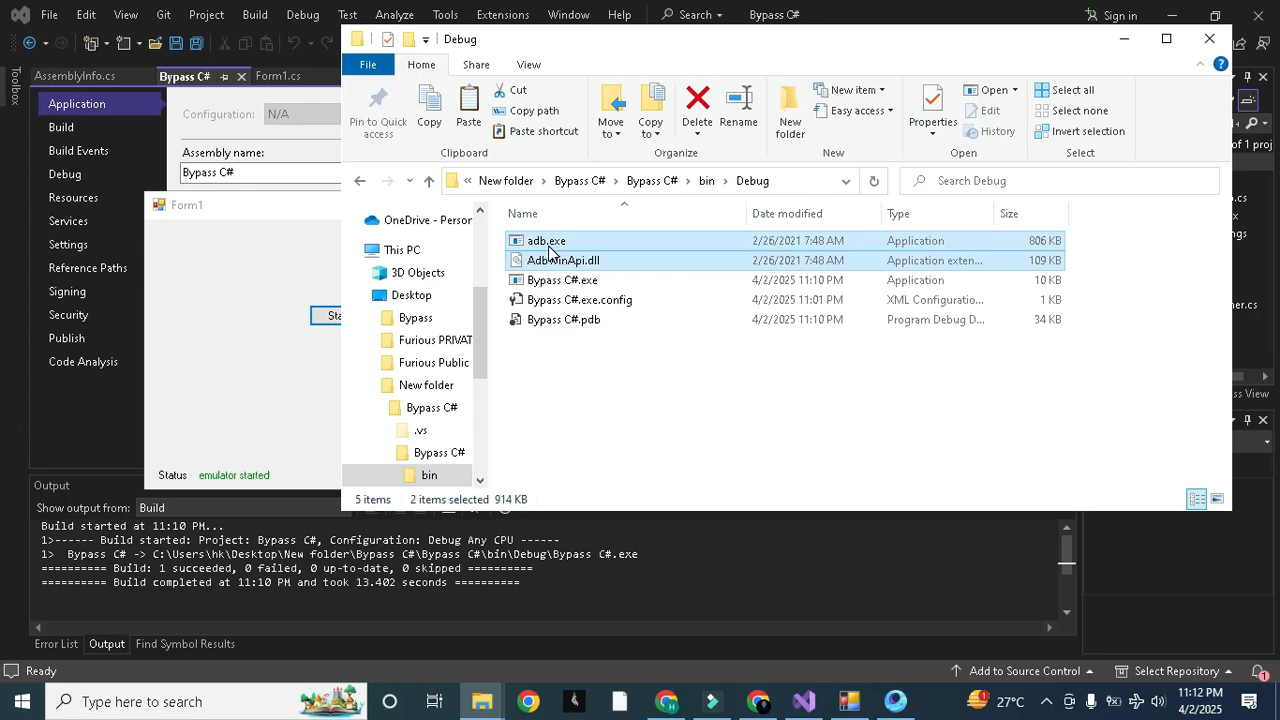 File Edit View Git Project Build Debug Test Analyze Tools Extensions Window Help Search Bypass C# Sign in
Debug
File Home Share View
Pin to Quick access
Copy
Paste
Cut
Copy path
Paste shortcut
Move to
Copy to
Delete
Rename
New folder
New item
Easy access
Properties
Open
Edit
History
Select all
Select none
Invert selection
Clipboard Organize New Open Select
« New folder Bypass C# Bypass C# bin Debug Search Debug
Name Date modified Type Size
adb.exe 2/26/2021 7:48 AM Application 806 KB
AdbWinApi.dll 2/26/2021 7:48 AM Application exten... 109 KB
Bypass C#.exe 4/2/2025 11:10 PM Application 10 KB
Bypass C#.exe.config 4/2/2025 11:01 PM XML Configuratio... 1 KB
Bypass C#.pdb 4/2/2025 11:10 PM Program Debug D... 34 KB
OneDrive - Person
This PC
3D Objects
Desktop
Bypass
Furious PRIVAT
Furious Public
New folder
Bypass C#
.vs
Bypass C#
bin
5 items 2 items selected 914 KB
AssemblyInfo.cs Bypass C# Form1.cs
Toolbox
Application
Build
Build Events
Debug
Resources
Services
Settings
Reference Paths
Signing
Security
Publish
Code Analysis
Configuration: N/A
Assembly name:
Bypass C#
Form1
Sta
Status emulator started
of 1 proj
er.cs
ss View
Output
Show output from: Build
Build started at 11:10 PM...
1>------ Build started: Project: Bypass C#, Configuration: Debug Any CPU ------
1> Bypass C# -> C:\Users\hk\Desktop\New folder\Bypass C#\Bypass C#\bin\Debug\Bypass C#.exe
========== Build: 1 succeeded, 0 failed, 0 up-to-date, 0 skipped ==========
========== Build completed at 11:10 PM and took 13.402 seconds ==========
Error List Output Find Symbol Results
Ready Add to Source Control Select Repository
Type here to search 27°C 11:12 PM
4/2/2025